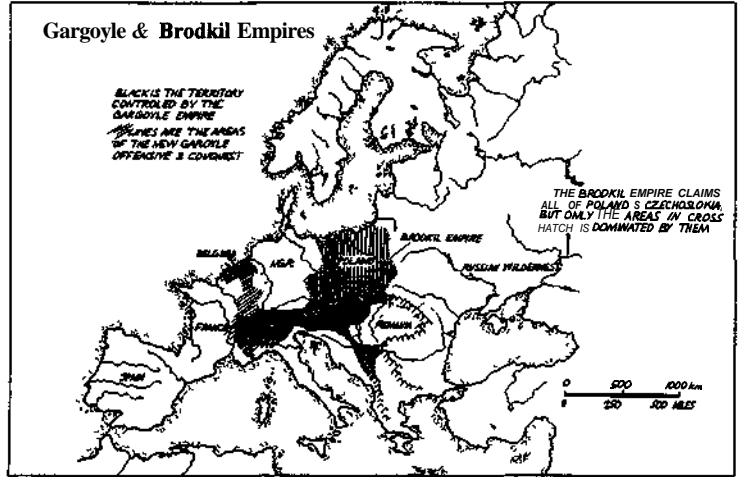 Gargoyle & Brodkil Empires
BLACK IS THE TERRITORY
CONTROLED BY THE
GARGOYLE EMPIRE
LINES ARE THE AREAS
OF THE NEW GARGOYLE
OFFENSIVE & CONQUEST
THE BRODKIL EMPIRE CLAIMS
ALL OF POLAND & CZECHOSLOKIA,
BUT ONLY THE AREAS IN CROSS
HATCH IS DOMINATED BY THEM
BRODKIL EMPIRE
BELGIUM
NGR
POLAND
RUSSIAN WILDERNESS
FRANCE
ROMANIA
SPAIN
0 500 1000 km
0 250 500 MILES